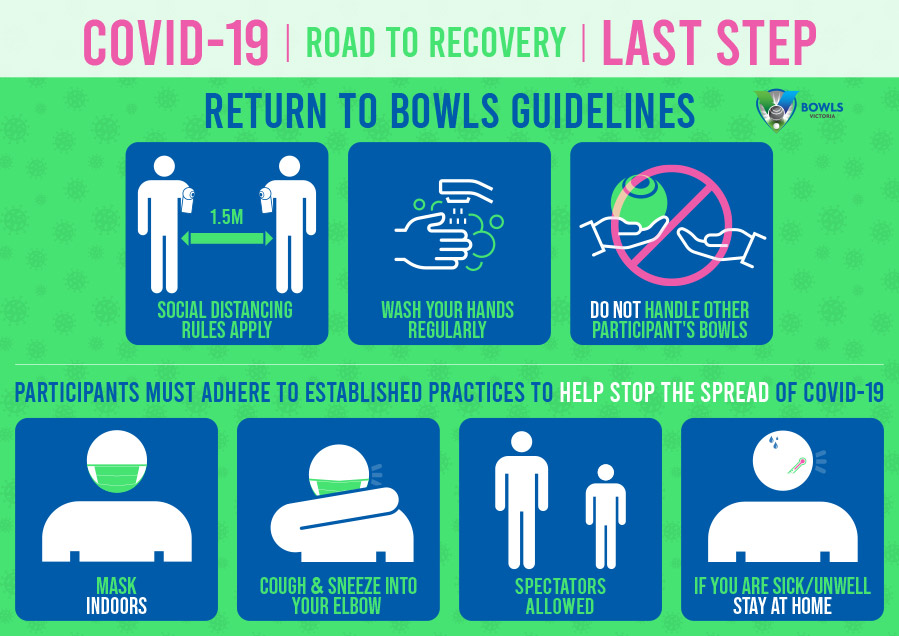 COVID-19 | ROAD TO RECOVERY | LAST STEP
RETURN TO BOWLS GUIDELINES
BOWLS
VICTORIA
1.5M
SOCIAL DISTANCING
RULES APPLY
WASH YOUR HANDS
REGULARLY
DO NOT HANDLE OTHER
PARTICIPANT'S BOWLS
PARTICIPANTS MUST ADHERE TO ESTABLISHED PRACTICES TO HELP STOP THE SPREAD OF COVID-19
MASK
INDOORS
COUGH & SNEEZE INTO
YOUR ELBOW
SPECTATORS
ALLOWED
IF YOU ARE SICK/UNWELL
STAY AT HOME